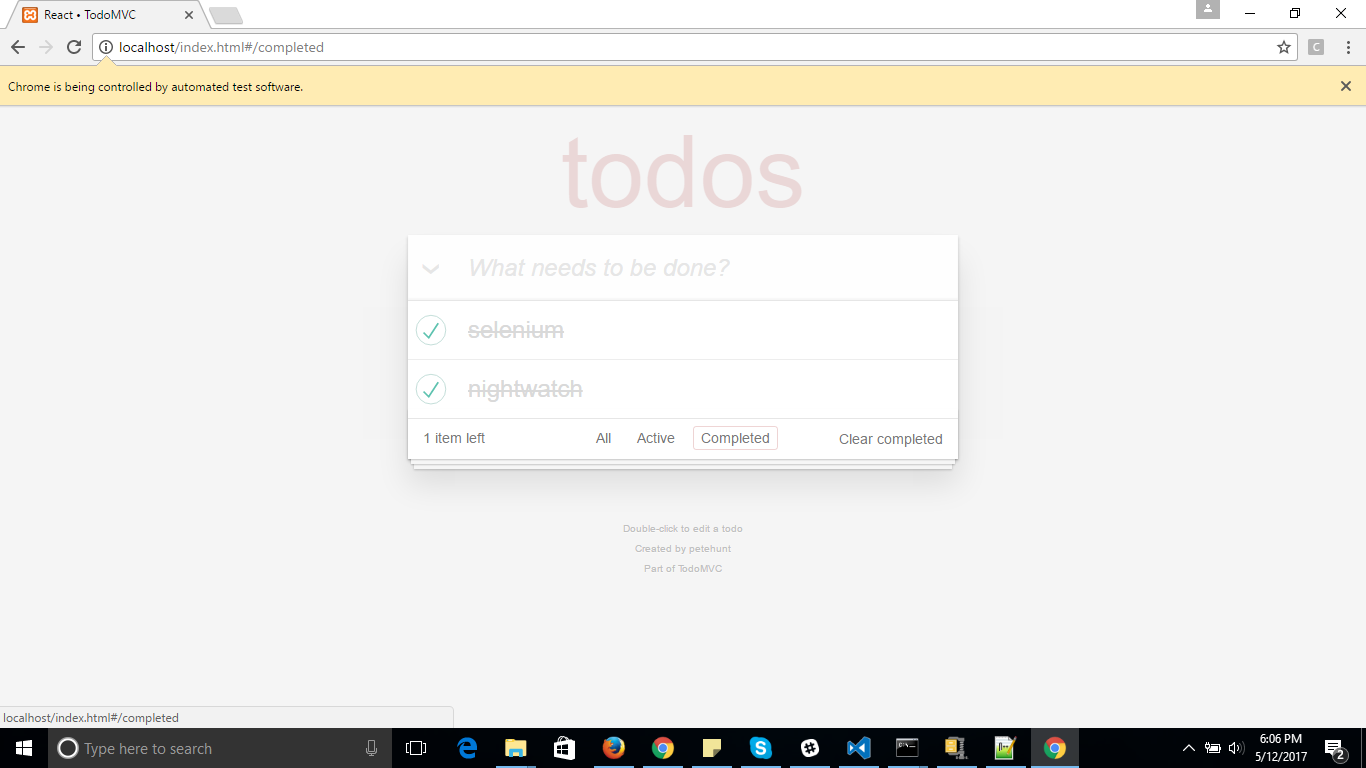 React • TodoMVC
localhost/index.html#/completed
C
Chrome is being controlled by automated test software.
todos
What needs to be done?
selenium
nightwatch
1 item left
All
Active
Completed
Clear completed
Double-click to edit a todo
Created by petehunt
Part of TodoMVC
localhost/index.html#/completed
Type here to search
6:06 PM
5/12/2017
2